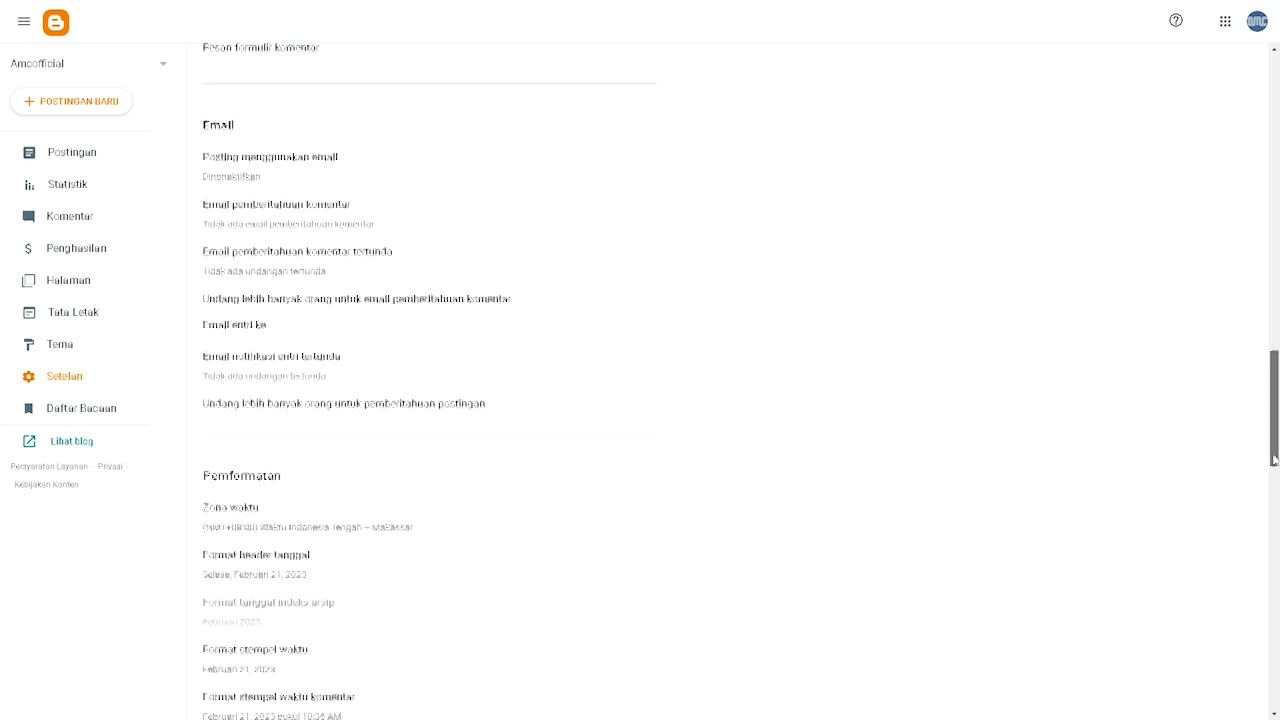 Amcofficial
POSTINGAN BARU
Postingan
Statistik
Komentar
Penghasilan
Halaman
Tata Letak
Tema
Setelan
Daftar Bacaan
Lihat blog
Persyaratan Layanan · Privasi ·
Kebijakan Konten
Pesan formulir komentar
Email
Posting menggunakan email
Dinonaktifkan
Email pemberitahuan komentar
Tidak ada email pemberitahuan komentar
Email pemberitahuan komentar tertunda
Tidak ada undangan tertunda
Undang lebih banyak orang untuk email pemberitahuan komentar
Email entri ke
Email notifikasi entri tertunda
Tidak ada undangan tertunda
Undang lebih banyak orang untuk pemberitahuan postingan
Pemformatan
Zona waktu
(GMT+08:00) Waktu Indonesia Tengah - Makassar
Format header tanggal
Selasa, Februari 21, 2023
Format tanggal indeks arsip
Februari 2023
Format stempel waktu
Februari 21, 2023
Format stempel waktu komentar
Februari 21, 2023 pukul 10:36 AM